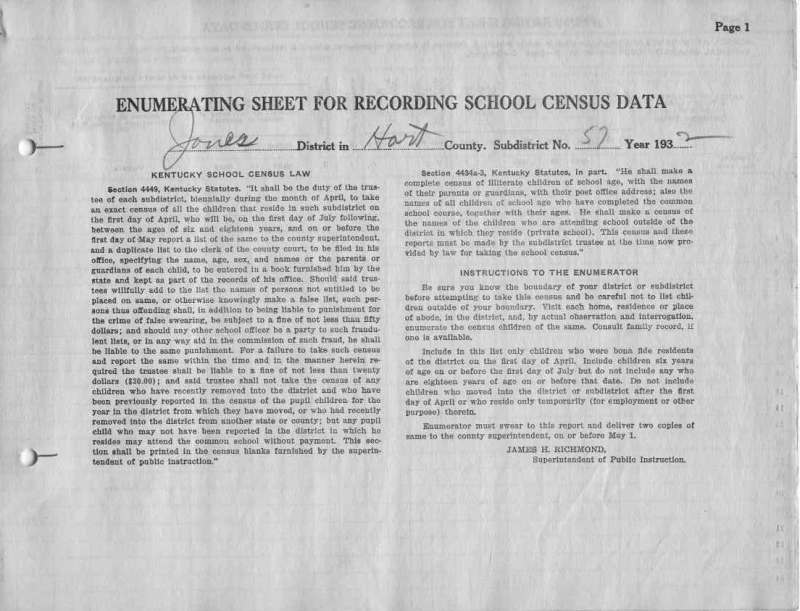 Page 1
ENUMERATING SHEET FOR RECORDING SCHOOL CENSUS DATA
Jones District in Hart County. Subdistrict No. 57 Year 1932
KENTUCKY SCHOOL CENSUS LAW
Section 4449, Kentucky Statutes. "It shall be the duty of the trus-
tee of each subdistrict, biennially during the month of April, to take
an exact census of all the children that reside in such subdistrict on
the first day of April, who will be, on the first day of July following,
between the ages of six and eighteen years, and on or before the
first day of May report a list of the same to the county superintendent,
and a duplicate list to the clerk of the county court, to be filed in his
office, specifying the name, age, sex, and names or the parents or
guardians of each child, to be entered in a book furnished him by the
state and kept as part of the records of his office. Should said trus-
tees willfully add to the list the names of persons not entitled to be
placed on same, or otherwise knowingly make a false list, such per-
sons thus offending shall, in addition to being liable to punishment for
the crime of false swearing, be subject to a fine of not less than fifty
dollars; and should any other school officer be a party to such fraudu-
lent lists, or in any way aid in the commission of such fraud, he shall
be liable to the same punishment. For a failure to take such census
and report the same within the time and in the manner herein re-
quired the trustee shall be liable to a fine of not less than twenty
dollars ($20.00); and said trustee shall not take the census of any
children who have recently moved into the district and who have
been previously reported in the census of the pupil children for the
year in the district from which they have moved, or who had recently
removed into the district from another state or county; but any pupil
child who may not have been reported in the district in which he
resides may attend the common school without payment. This sec-
tion shall be printed in the census blanks furnished by the superin-
tendent of public instruction."
Section 4434a-3, Kentucky Statutes, in part. "He shall make a
complete census of illiterate children of school age, with the names
of their parents or guardians, with their post office address; also the
names of all children of school age who have completed the common
school course, together with their ages. He shall make a census of
the names of the children who are attending school outside of the
district in which they reside (private school). This census and these
reports must be made by the subdistrict trustee at the time now pro-
vided by law for taking the school census."
INSTRUCTIONS TO THE ENUMERATOR
Be sure you know the boundary of your district or subdistrict
before attempting to take this census and be careful not to list chil-
dren outside of your boundary. Visit each home, residence or place
of abode, in the district, and, by actual observation and interrogation,
enumerate the census children of the same. Consult family record, if
one is available.
Include in this list only children who were bona fide residents
of the district on the first day of April. Include children six years
of age on or before the first day of July but do not include any who
are eighteen years of age on or before that date. Do not include
children who moved into the district or subdistrict after the first
day of April or who reside only temporarily (for employment or other
purpose) therein.
Enumerator must swear to this report and deliver two copies of
same to the county superintendent, on or before May 1.
JAMES H. RICHMOND,
Superintendent of Public Instruction.